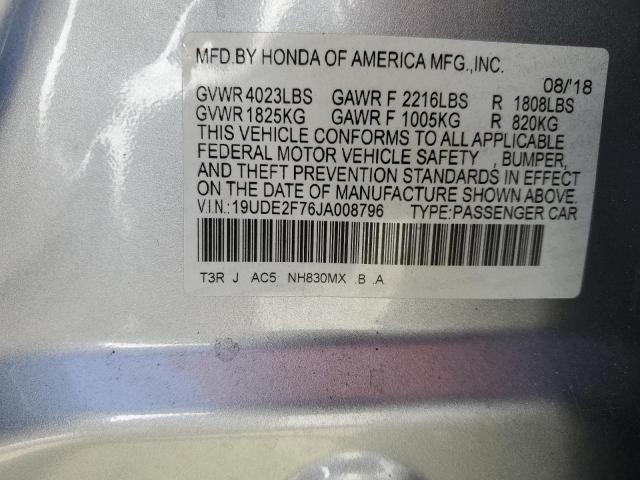 MFD.BY HONDA OF AMERICA MFG.,INC.
08/'18
GVWR 4023LBS GAWR F 2216LBS R 1808LBS
GVWR 1825KG GAWR F 1005KG R 820KG
THIS VEHICLE CONFORMS TO ALL APPLICABLE
FEDERAL MOTOR VEHICLE SAFETY , BUMPER,
AND THEFT PREVENTION STANDARDS IN EFFECT
ON THE DATE OF MANUFACTURE SHOWN ABOVE.
V.I.N.:19UDE2F76JA008796 TYPE:PASSENGER CAR
T3R J AC5 NH830MX .B .A